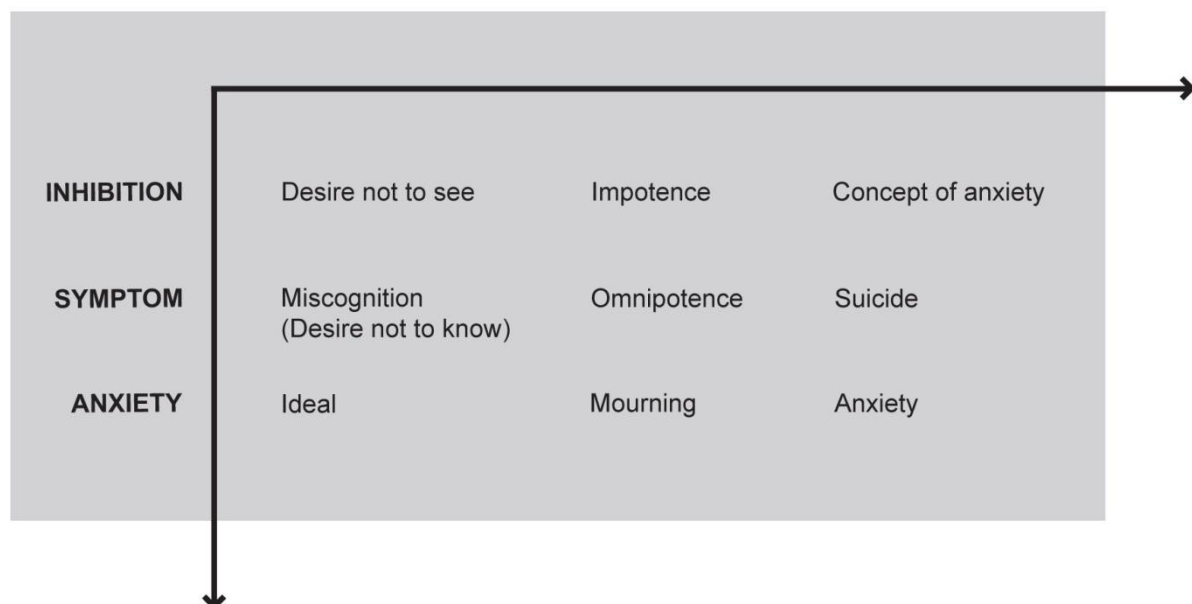 INHIBITION Desire not to see Impotence Concept of anxiety
SYMPTOM Miscognition Omnipotence Suicide
(Desire not to know)
ANXIETY Ideal Mourning Anxiety